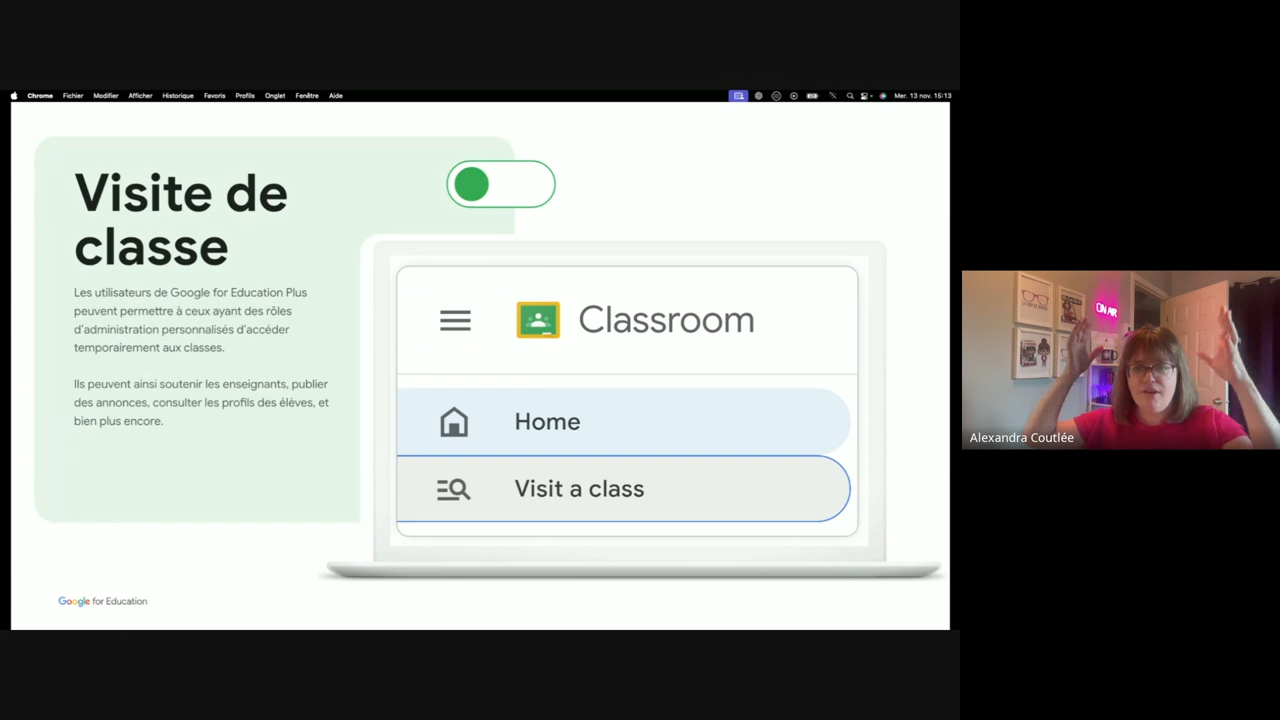 Chrome Fichier Modifier Afficher Historique Favoris Profils Onglet Fenêtre Aide
Mer. 13 nov. 15:13
Visite de
classe
Les utilisateurs de Google for Education Plus
peuvent permettre à ceux ayant des rôles
d’administration personnalisés d’accéder
temporairement aux classes.
Ils peuvent ainsi soutenir les enseignants, publier
des annonces, consulter les profils des élèves, et
bien plus encore.
Classroom
Home
Visit a class
Google for Education
ON AIR
Alexandra Coutlée